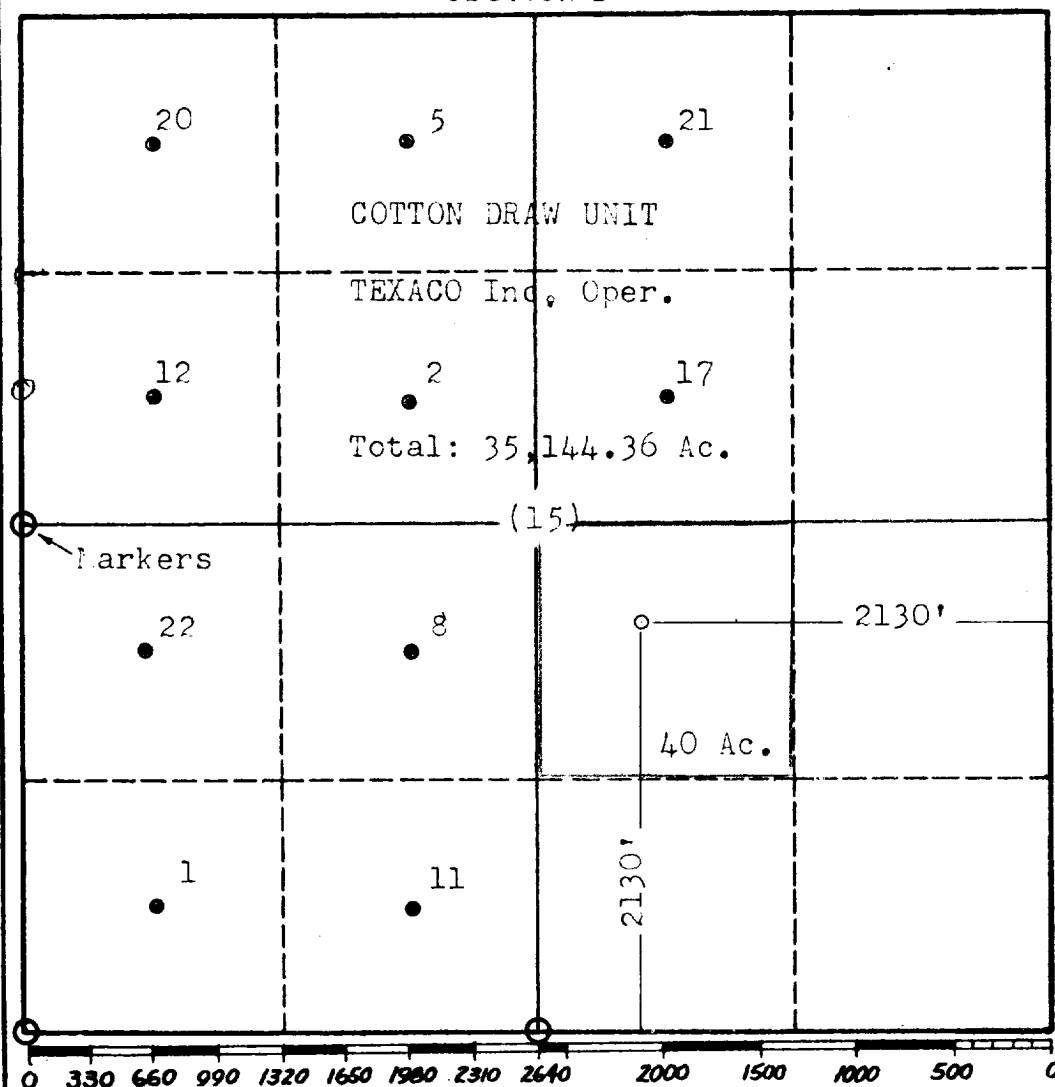 20 5 21
COTTON DRAW UNIT
TEXACO Inc. Oper.
12 2 17
Total: 35,144.36 Ac.
(15)
Markers
22 8
2130'
40 Ac.
2130'
1 11
0 330 660 990 1320 1650 1980 2310 2640 2000 1500 1000 500 0